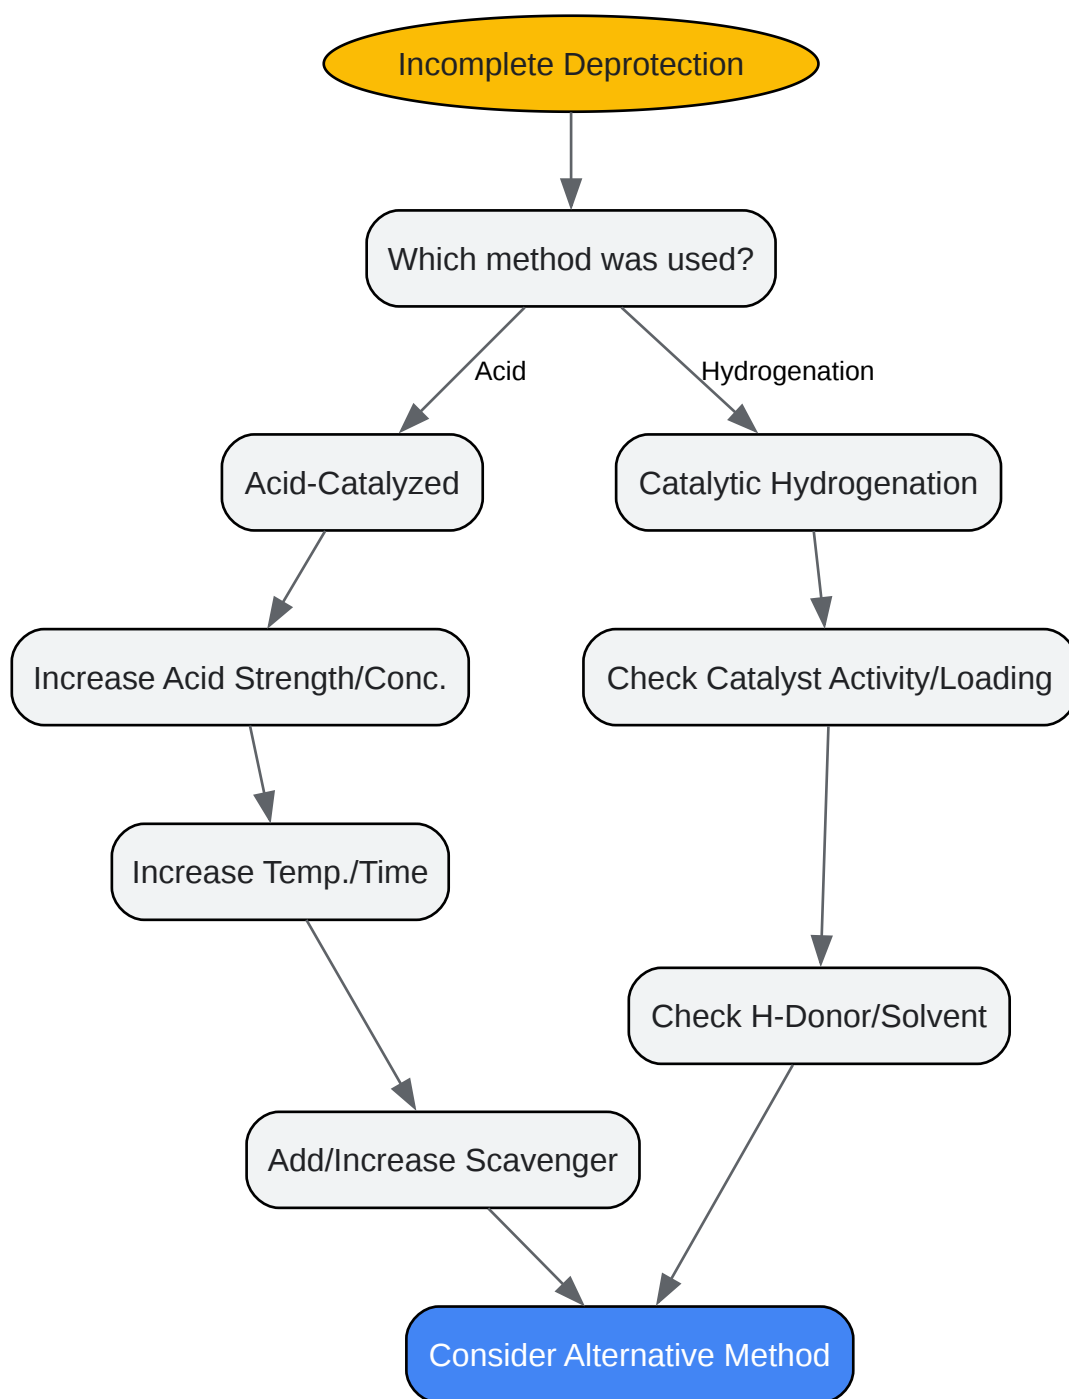 Incomplete Deprotection
Which method was used?
Acid
Hydrogenation
Acid-Catalyzed
Catalytic Hydrogenation
Increase Acid Strength/Conc.
Check Catalyst Activity/Loading
Increase Temp./Time
Check H-Donor/Solvent
Add/Increase Scavenger
Consider Alternative Method